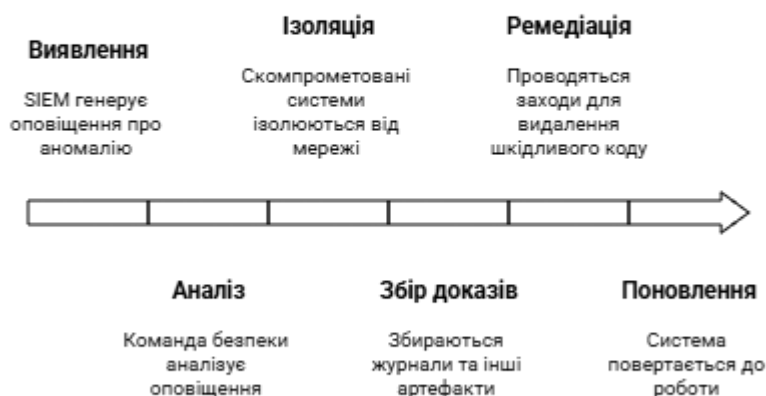 Виявлення
SIEM генерує
оповіщення про
аномалію
Ізоляція
Скомпрометовані
системи
ізолюються від
мережі
Ремедіація
Проводяться
заходи для
видалення
шкідливого коду
Аналіз
Команда безпеки
аналізує
оповіщення
Збір доказів
Збираються
журнали та інші
артефакти
Поновлення
Система
повертається до
роботи